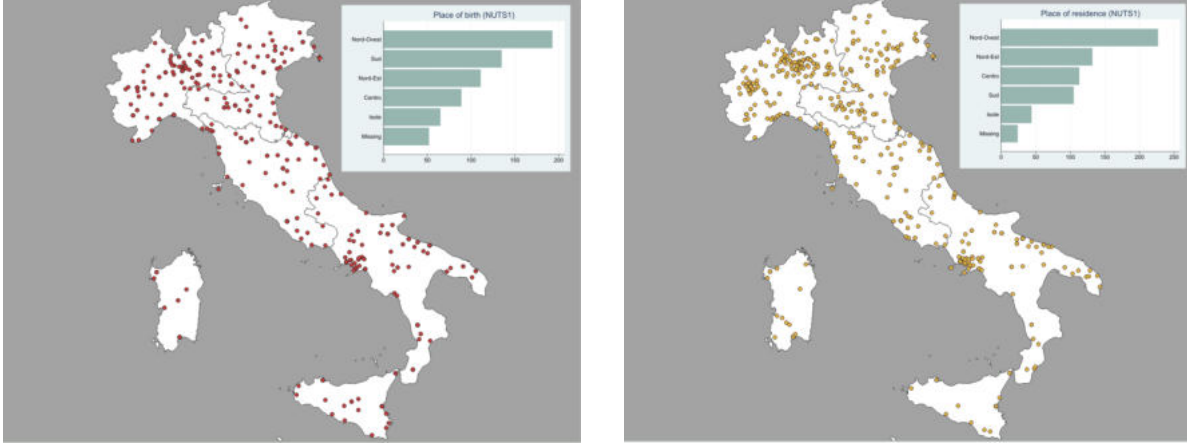 Place of birth (NUTS1)
Nord-Ovest
Sud
Nord-Est
Centro
Isole
Missing
0 50 100 150 200
Place of residence (NUTS1)
Nord-Ovest
Nord-Est
Centro
Sud
Isole
Missing
0 50 100 150 200 250